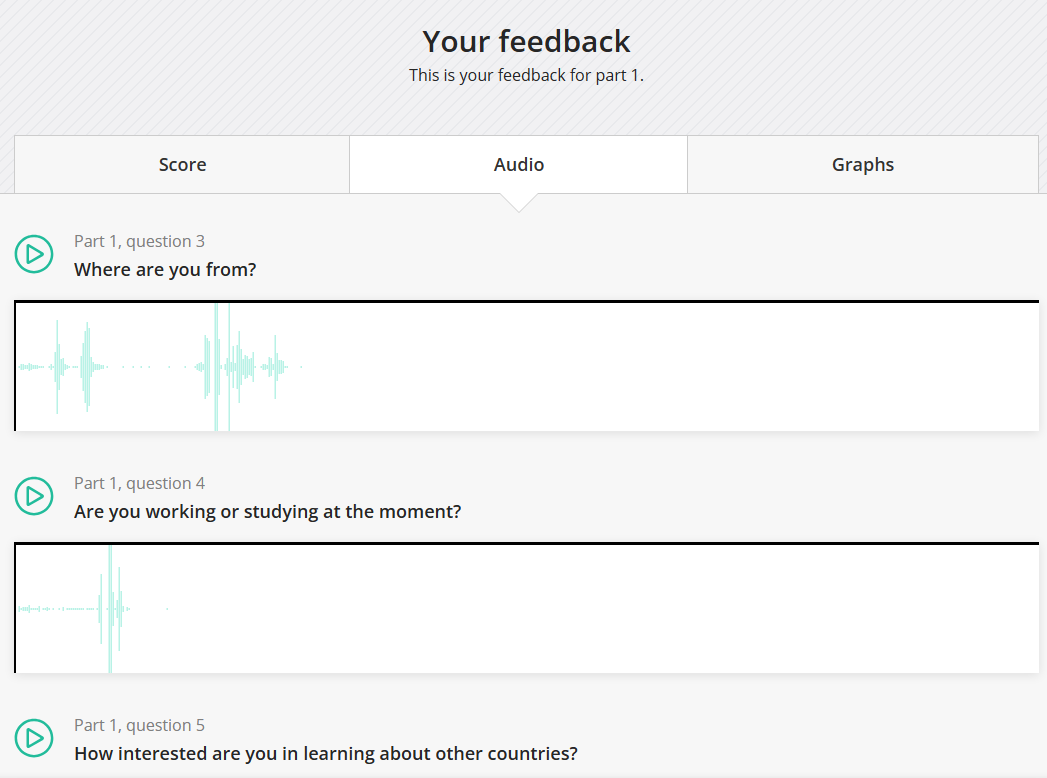 Your feedback
This is your feedback for part 1.
Score
Audio
Graphs
Part 1, question 3
Where are you from?
Part 1, question 4
Are you working or studying at the moment?
Part 1, question 5
How interested are you in learning about other countries?